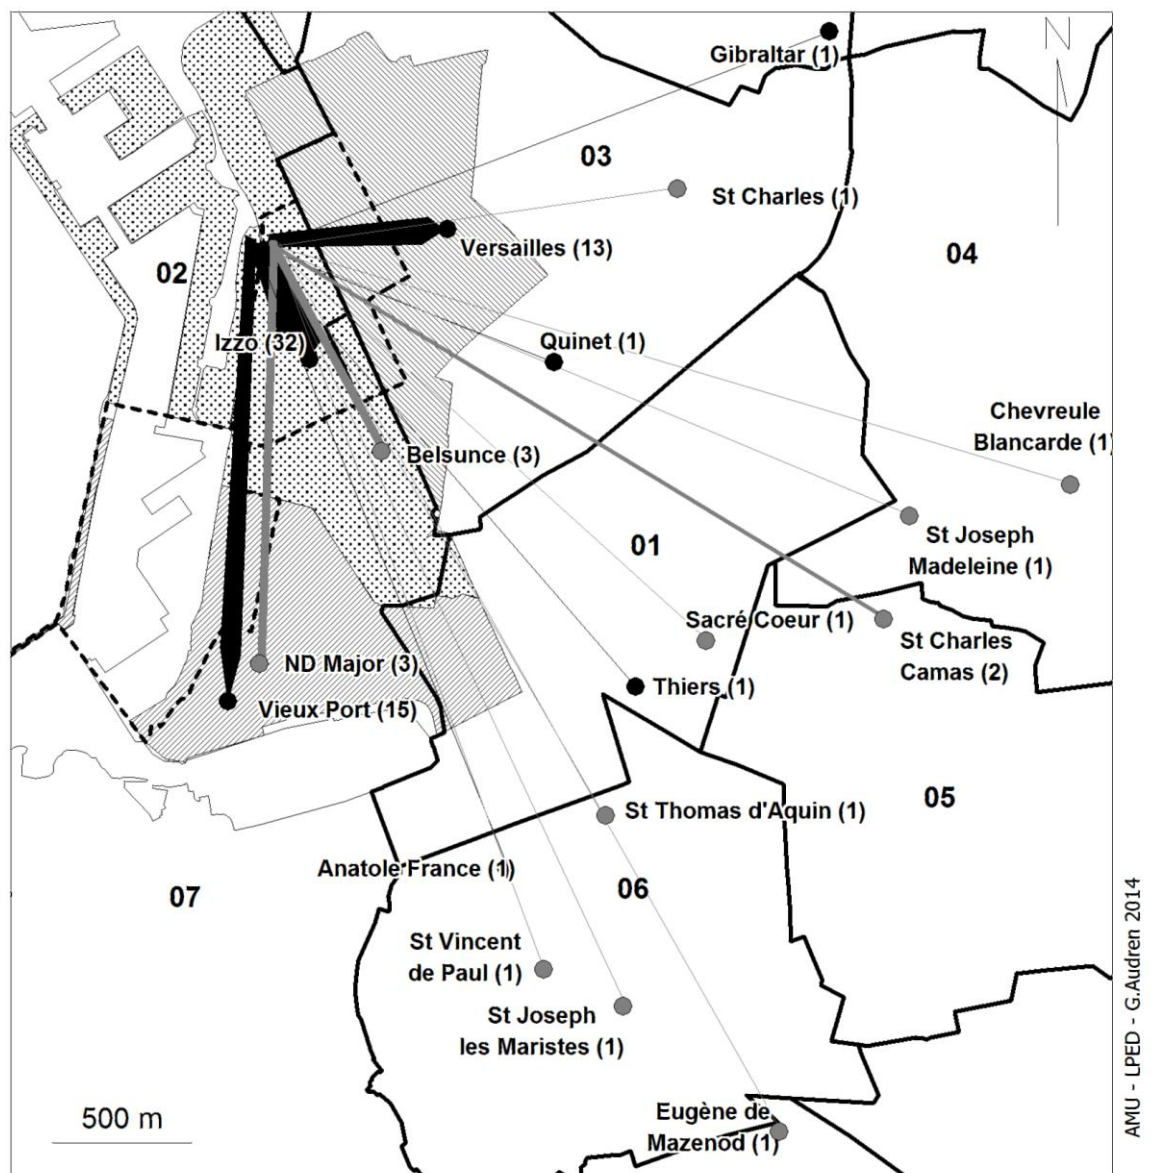 Gibraltar (1)
N
03
St Charles (1)
Versailles (13)
04
02
Izzo (32)
Quinet (1)
Chevreule
Blancarde (1)
Belsunce (3)
St Joseph
Madeleine (1)
01
Sacré Coeur (1)
St Charles
Camas (2)
ND Major (3)
Thiers (1)
Vieux Port (15)
05
St Thomas d'Aquin (1)
Anatole France (1)
06
07
St Vincent
de Paul (1)
St Joseph
les Maristes (1)
500 m
Eugène de
Mazenod (1)
AMU - LPED - G.Audren 2014